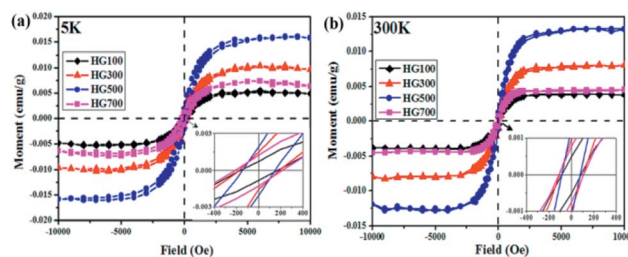 (a)
5K
HG100
HG300
HG500
HG700
Moment (emu/g)
0.020
0.015
0.010
0.005
0.000
-0.005
-0.010
-0.015
-0.020
-10000 -5000 0 5000 10000
Field (Oe)
0.003
0.000
-0.003
-400 -200 0 200 400
(b)
300K
HG100
HG300
HG500
HG700
Moment (emu/g)
0.015
0.010
0.005
0.000
-0.005
-0.010
-0.015
-10000 -5000 0 5000 10000
Field (Oe)
0.001
0.000
-0.001
-400 -200 0 200 400